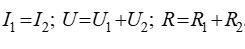 I₁=I₂; U=U₁+U₂; R=R₁+R₂.